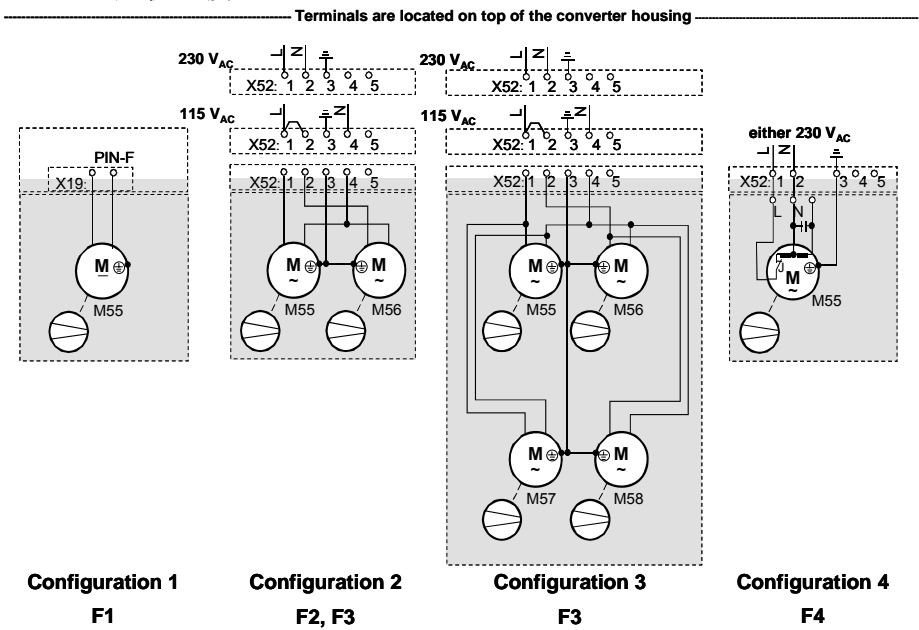 Terminals are located on top of the converter housing
230 VAC L N 230 VAC L N
X52: 1 2 3 4 5 X52: 1 2 3 4 5
115 VAC L N 115 VAC L N
X52: 1 2 3 4 5 X52: 1 2 3 4 5
either 230 VAC
L N
PIN-F
X19: X52: 1 2 3 4 5 X52: 1 2 3 4 5 X52: 1 2 3 4 5
L N
M M ~ M ~ M ~ M ~ M ~
M55 M55 M56 M55 M56 M55
M ~ M ~
M57 M58
Configuration 1 Configuration 2 Configuration 3 Configuration 4
F1 F2, F3 F3 F4